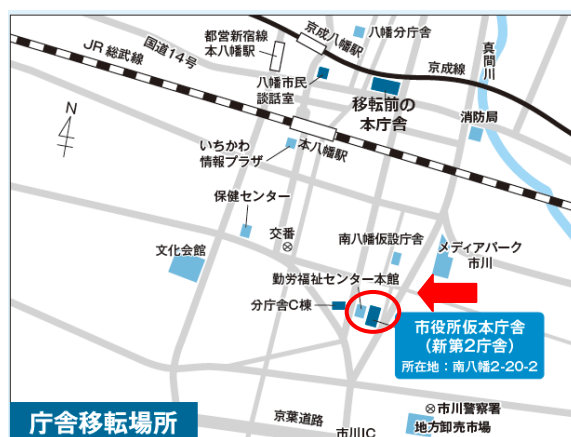 都営新宿線
本八幡駅
京成八幡駅
八幡分庁舎
国道14号
JR総武線
京成線
真間川
八幡市民
談話室
移転前の
本庁舎
消防局
いちかわ
情報プラザ
本八幡駅
N
保健センター
交番
南八幡仮設庁舎
メディアパーク
市川
文化会館
勤労福祉センター本館
分庁舎C棟
市役所仮本庁舎
(新第2庁舎)
所在地:南八幡2-20-2
市川警察署
地方卸売市場
京葉道路
市川IC
庁舎移転場所